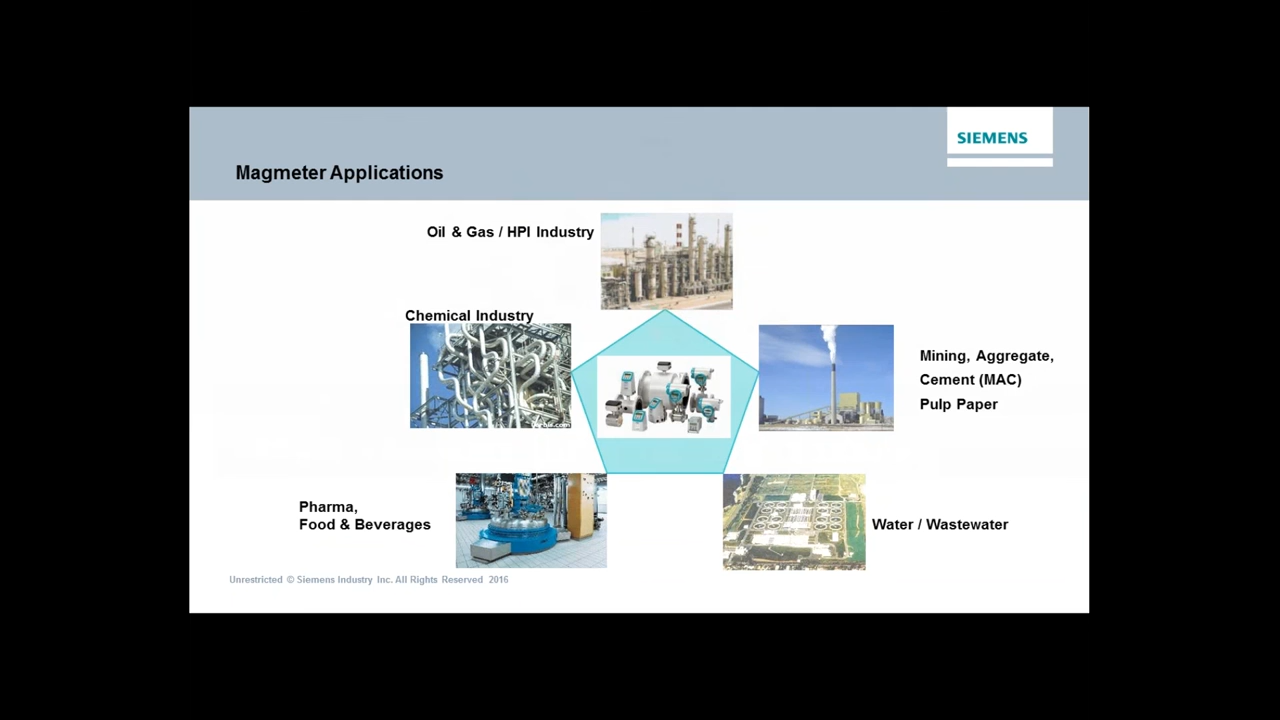 SIEMENS
Magmeter Applications
Oil & Gas / HPI Industry
Chemical Industry
Mining, Aggregate,
Cement (MAC)
Pulp Paper
Pharma,
Food & Beverages
Water / Wastewater
Unrestricted © Siemens Industry Inc. All Rights Reserved 2016